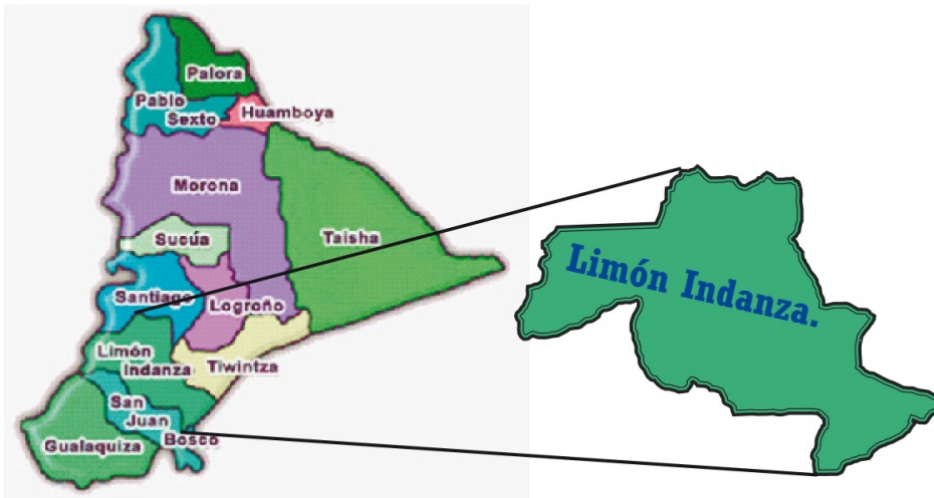 Palora
Pablo
Sexto
Huamboya
Morona
Sucúa
Taisha
Santiago
Logroño
Limón
Indanza
Tiwintza
San
Juan
Bosco
Gualaquiza
Limón Indanza.